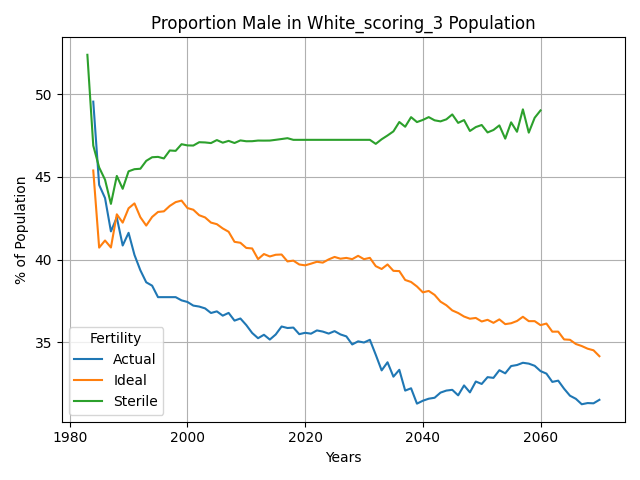 Proportion Male in White_scoring_3 Population
% of Population
50
45
40
35
Fertility
Actual
Ideal
Sterile
1980
2000
2020
2040
2060
Years